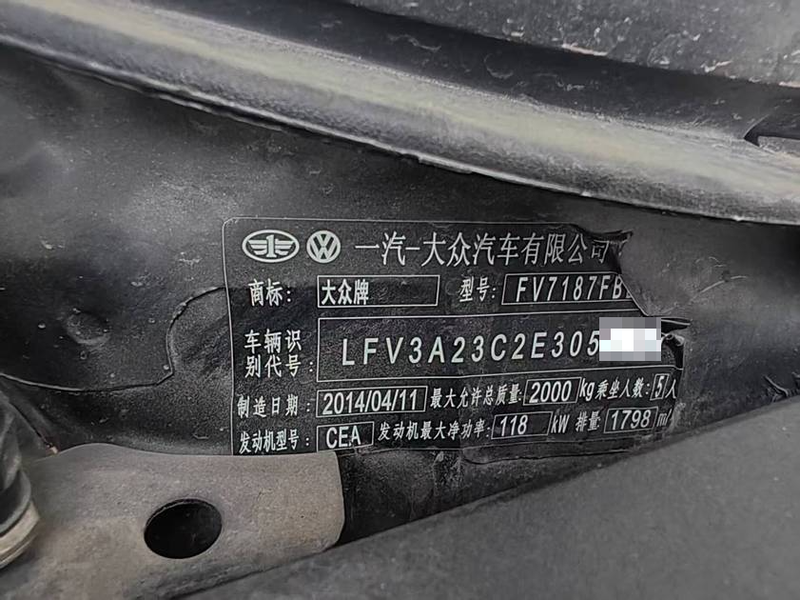 一汽-大众汽车有限公司
商标: 大众牌 型号: FV7187FB
车辆识别代号: LFV3A23C2E305
制造日期: 2014/04/11 最大允许总质量: 2000 kg 乘坐人数: 5 人
发动机型号: CEA 发动机最大净功率: 118 kW 排量: 1798 ml